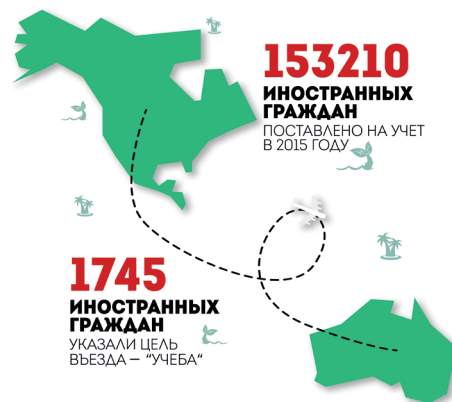 153210
ИНОСТРАННЫХ
ГРАЖДАН
ПОСТАВЛЕНО НА УЧЕТ
В 2015 ГОДУ
1745
ИНОСТРАННЫХ
ГРАЖДАН
УКАЗАЛИ ЦЕЛЬ
ВЪЕЗДА – “УЧЕБА“